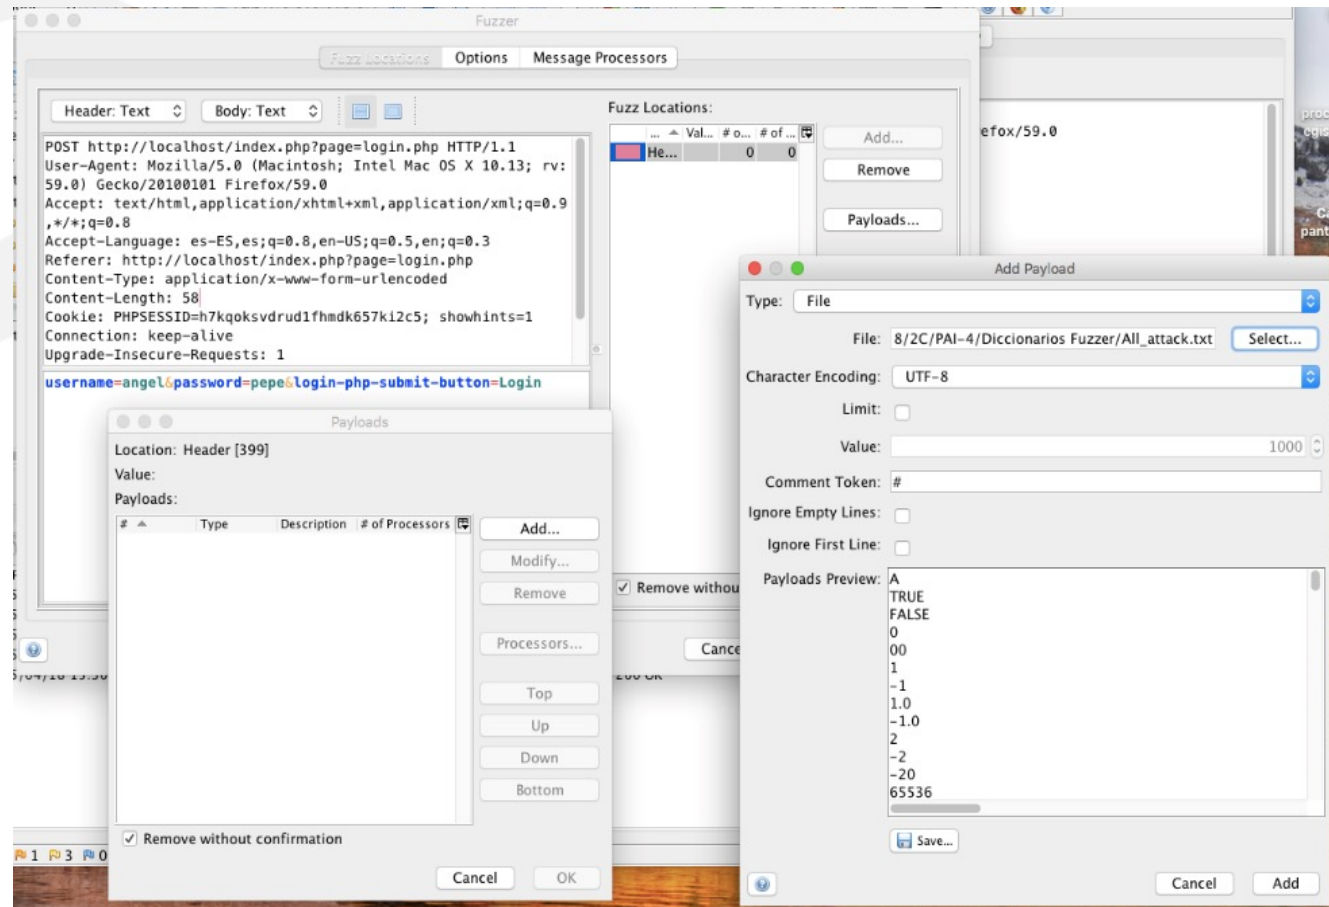 Fuzzer
Fuzz Locations Options Message Processors
Header: Text Body: Text
Fuzz Locations:
... Val... # o... # of ...
He... 0 0
Add...
Remove
Payloads...
POST http://localhost/index.php?page=login.php HTTP/1.1
User-Agent: Mozilla/5.0 (Macintosh; Intel Mac OS X 10.13; rv:
59.0) Gecko/20100101 Firefox/59.0
Accept: text/html,application/xhtml+xml,application/xml;q=0.9
,*/*;q=0.8
Accept-Language: es-ES,es;q=0.8,en-US;q=0.5,en;q=0.3
Referer: http://localhost/index.php?page=login.php
Content-Type: application/x-www-form-urlencoded
Content-Length: 58
Cookie: PHPSESSID=h7kqoksvdrud1fhmdk657ki2c5; showhints=1
Connection: keep-alive
Upgrade-Insecure-Requests: 1
username=angel&password=pepe&login-php-submit-button=Login
Remove withou
Cance
efox/59.0
Payloads
Location: Header [399]
Value:
Payloads:
# Type Description # of Processors
Add...
Modify...
Remove
Processors...
Top
Up
Down
Bottom
Remove without confirmation
Cancel OK
1 3 0
Add Payload
Type: File
File: 8/2C/PAI-4/Diccionarios Fuzzer/All_attack.txt Select...
Character Encoding: UTF-8
Limit:
Value: 1000
Comment Token: #
Ignore Empty Lines:
Ignore First Line:
Payloads Preview: A
TRUE
FALSE
0
00
1
-1
1.0
-1.0
2
-2
-20
65536
Save...
Cancel Add